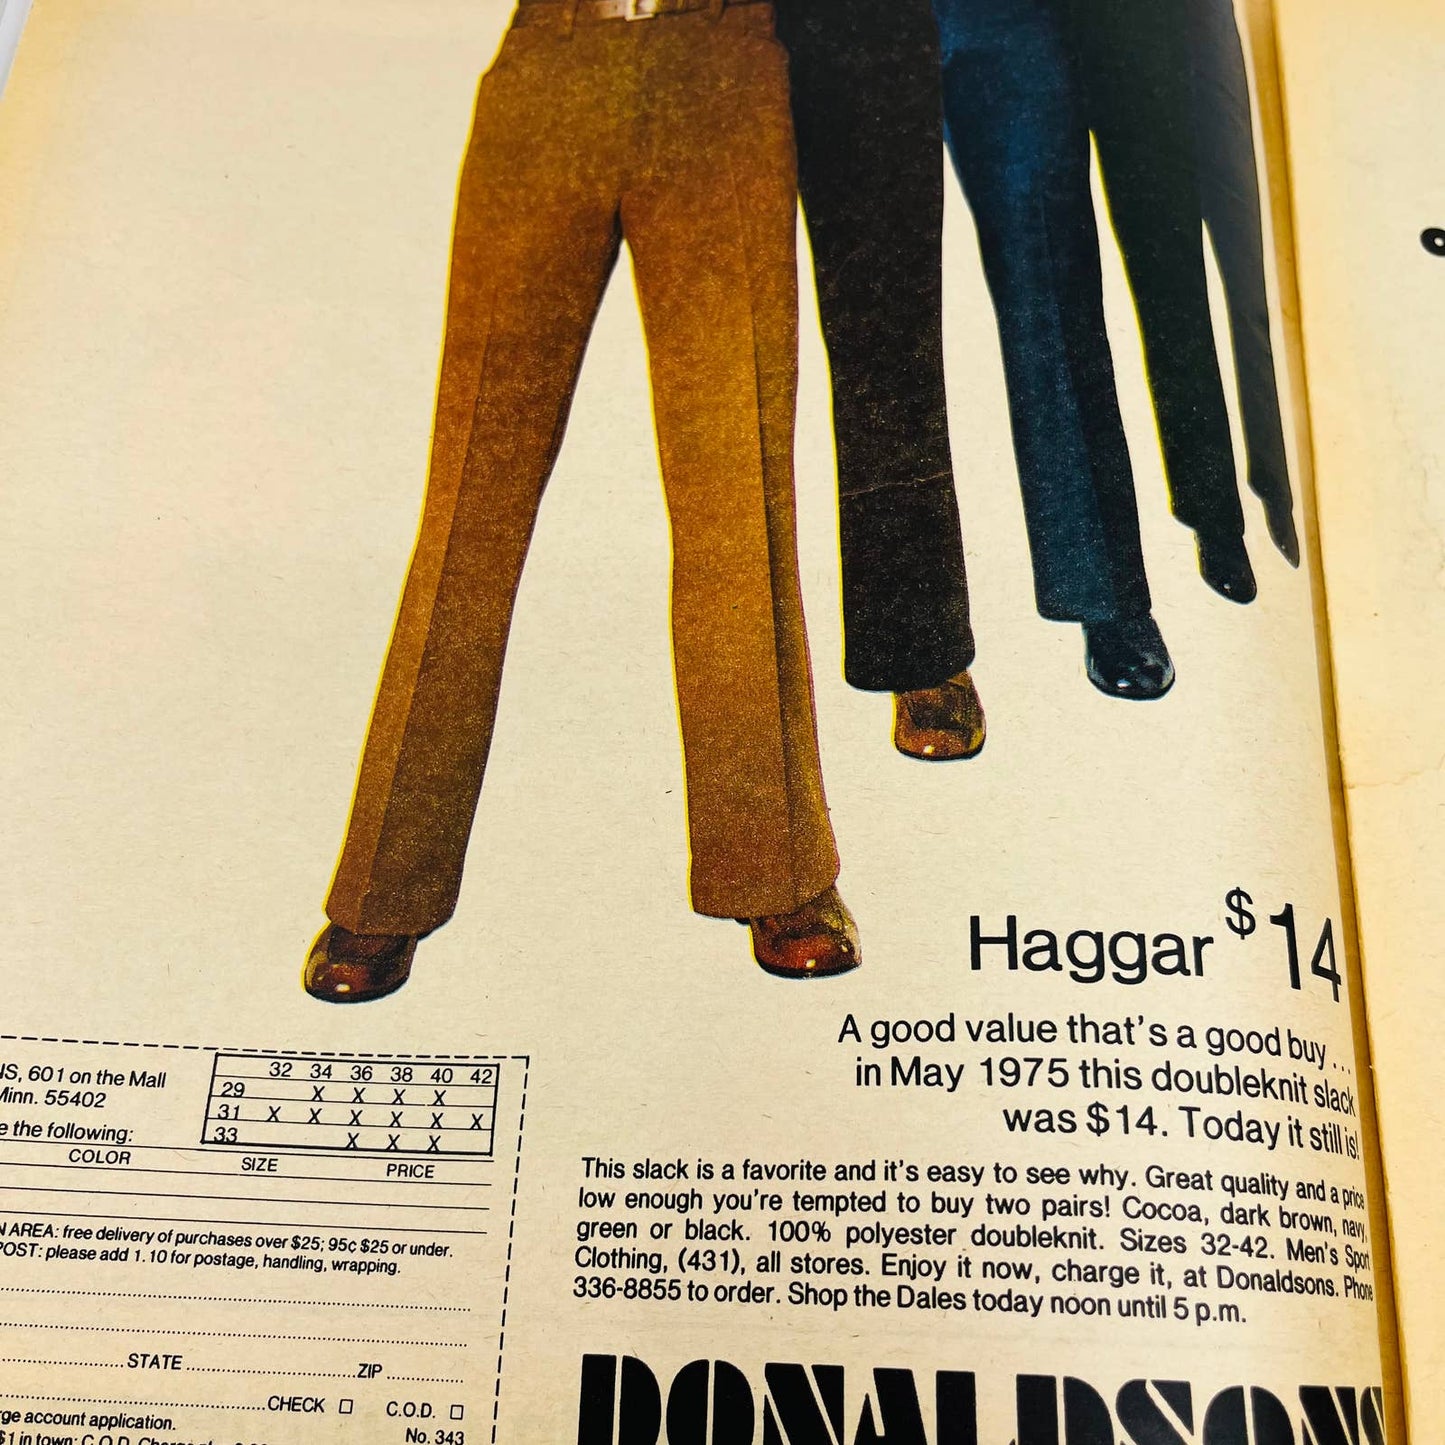 Haggar $14
A good value that's a good buy...
in May 1975 this doubleknit slack
was $14. Today it still is!
This slack is a favorite and it's easy to see why. Great quality and a price
low enough you're tempted to buy two pairs! Cocoa, dark brown, navy,
green or black. 100% polyester doubleknit. Sizes 32-42. Men's Sport
Clothing, (431), all stores. Enjoy it now, charge it, at Donaldsons. Phone
336-8855 to order. Shop the Dales today noon until 5 p.m.
DONALDSONS
601 on the Mall
Minn. 55402
the following:
32 34 36 38 40 42
29 X X X X
31 X X X X X X
33 X X X
COLOR SIZE PRICE
AREA: free delivery of purchases over $25; 95¢ $25 or under.
POST: please add 1.10 for postage, handling, wrapping.
STATE ZIP
CHECK □ C.O.D. □
account application.
No. 343
$1 in town; C.O.D.